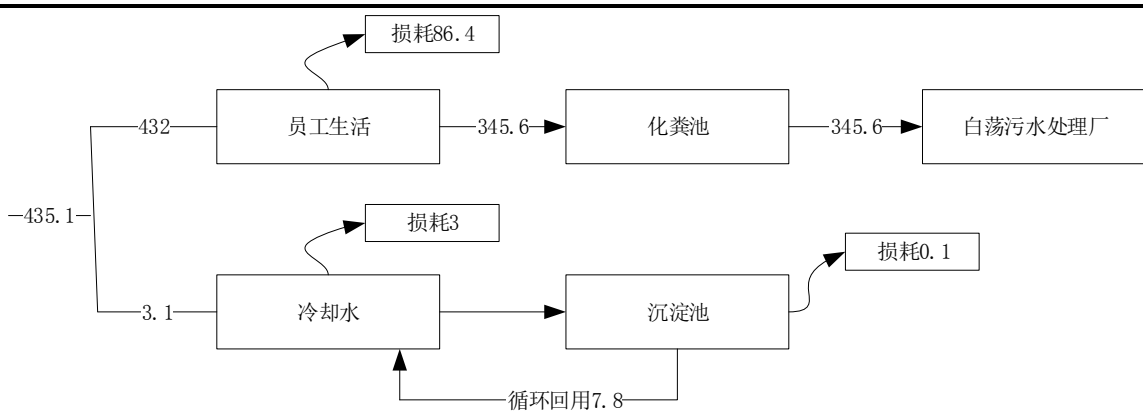 损耗86.4
432
员工生活
345.6
化粪池
345.6
白荡污水处理厂
435.1
损耗3
损耗0.1
3.1
冷却水
沉淀池
循环回用7.8